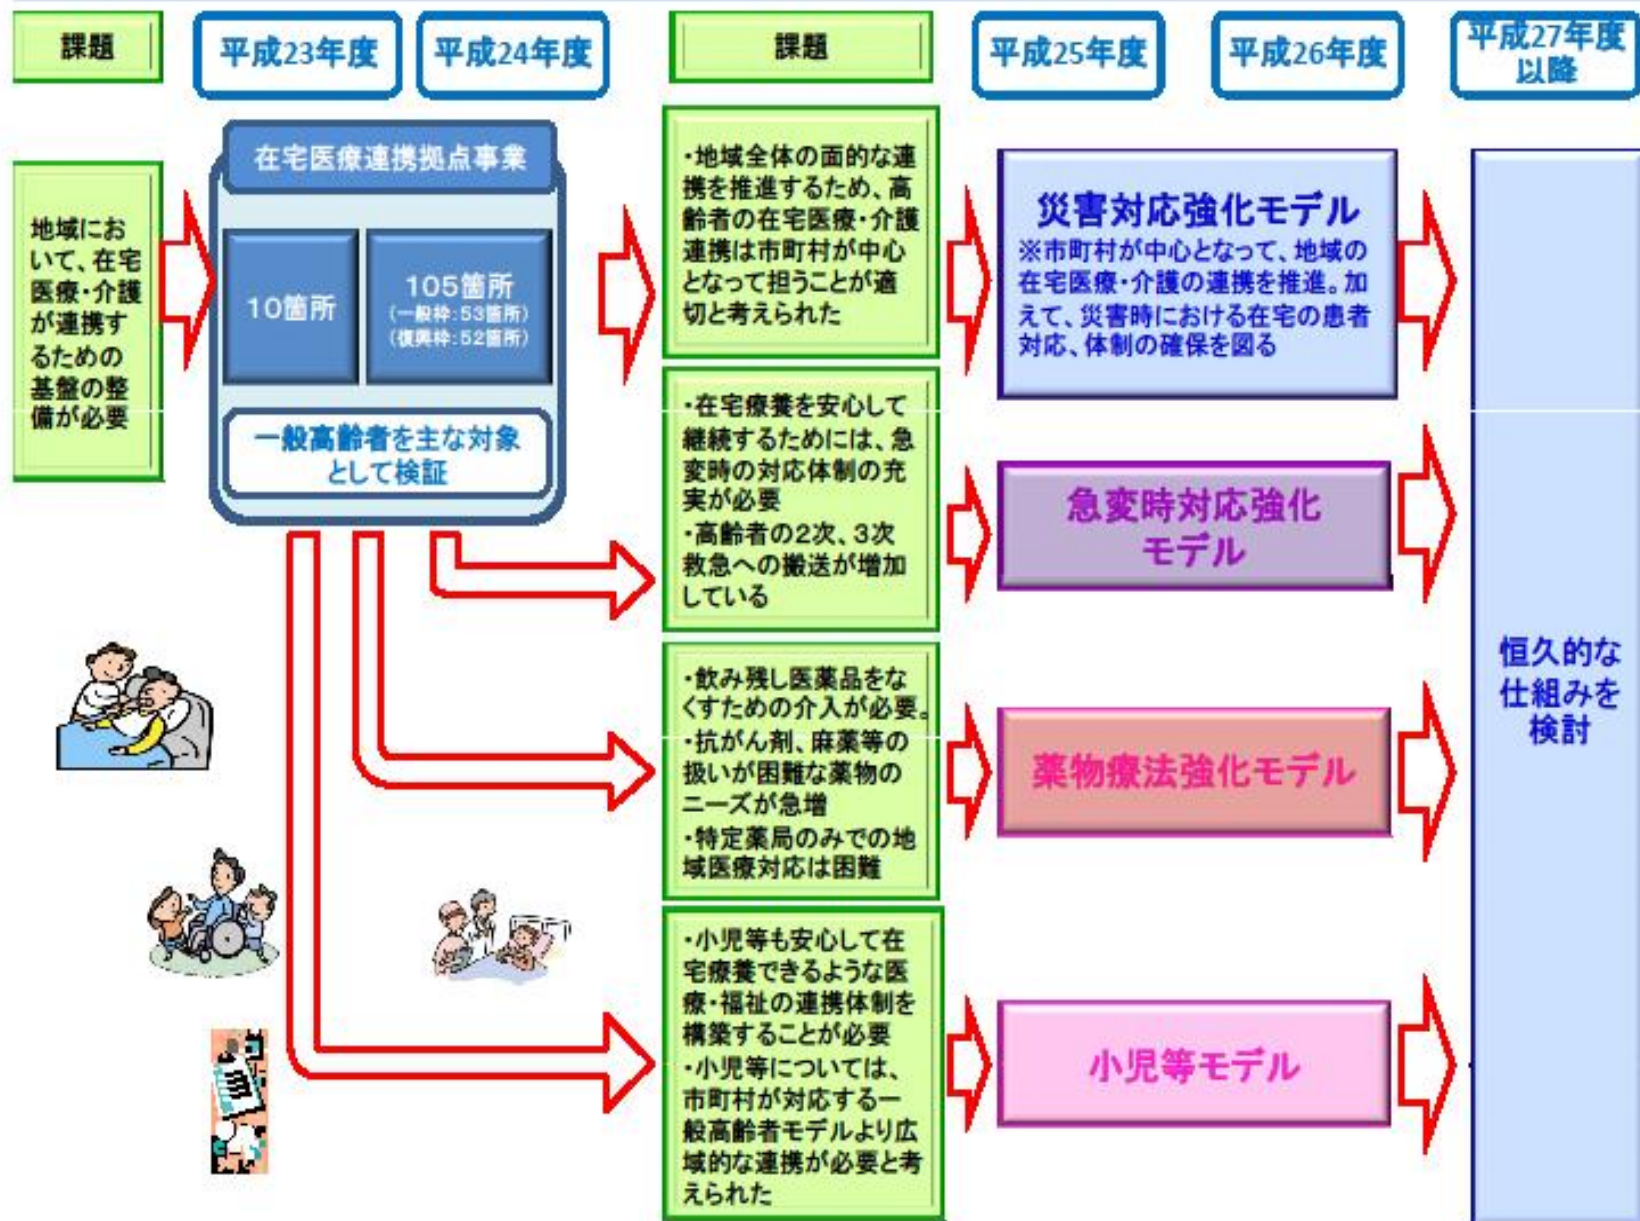 課題
平成23年度
平成24年度
課題
平成25年度
平成26年度
平成27年度
以降
地域にお
いて、在宅
医療・介護
が連携す
るための
基盤の整
備が必要
在宅医療連携拠点事業
10箇所
105箇所
(一般枠:53箇所)
(復興枠:52箇所)
一般高齢者を主な対象
として検証
・地域全体の面的な連
携を推進するため、高
齢者の在宅医療・介護
連携は市町村が中心
となって担うことが適
切と考えられた
災害対応強化モデル
※市町村が中心となって、地域の
在宅医療・介護の連携を推進。加
えて、災害時における在宅の患者
対応、体制の確保を図る
・在宅療養を安心して
継続するためには、急
変時の対応体制の充
実が必要
・高齢者の2次、3次
救急への搬送が増加
している
急変時対応強化
モデル
・飲み残し医薬品をな
くすための介入が必要。
・抗がん剤、麻薬等の
扱いが困難な薬物の
ニーズが急増
・特定薬局のみでの地
域医療対応は困難
薬物療法強化モデル
・小児等も安心して在
宅療養できるような医
療・福祉の連携体制を
構築することが必要
・小児等については、
市町村が対応する一
般高齢者モデルより広
域的な連携が必要と考
えられた
小児等モデル
恒久的な
仕組みを
検討